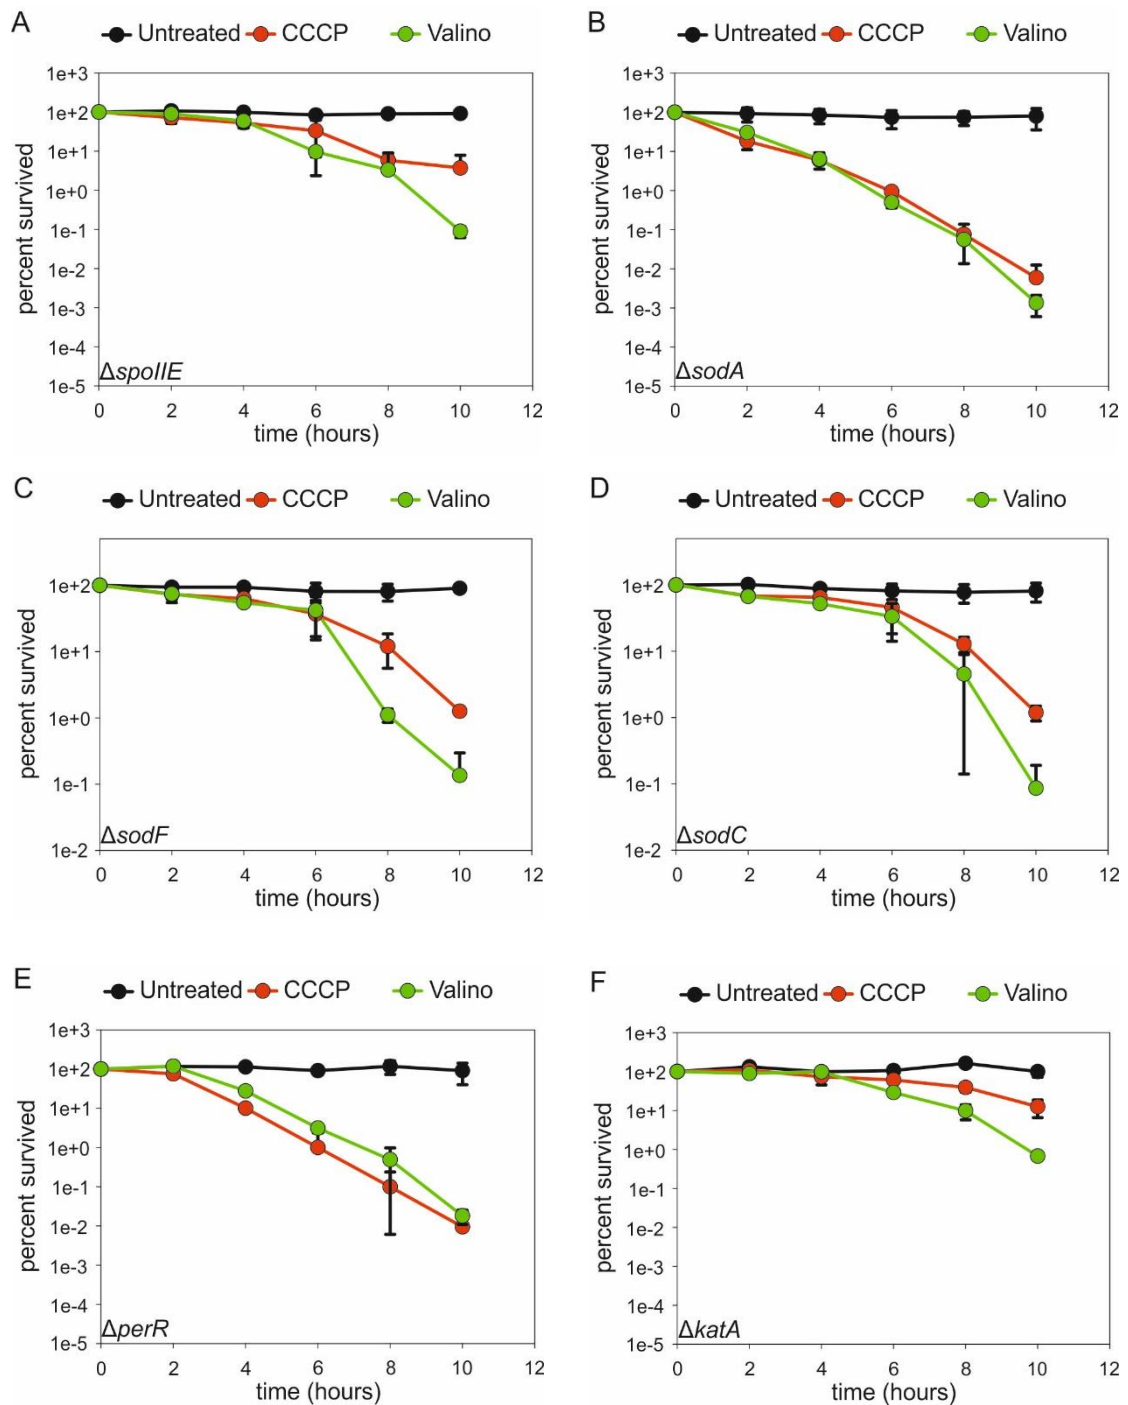 A
Untreated CCCP Valino
1e+3
1e+2
1e+1
1e+0
1e-1
1e-2
1e-3
1e-4
1e-5
percent survived
ΔspoIIE
0 2 4 6 8 10 12
time (hours)
B
Untreated CCCP Valino
1e+3
1e+2
1e+1
1e+0
1e-1
1e-2
1e-3
1e-4
1e-5
percent survived
ΔsodA
0 2 4 6 8 10 12
time (hours)
C
Untreated CCCP Valino
1e+2
1e+1
1e+0
1e-1
1e-2
percent survived
ΔsodF
0 2 4 6 8 10 12
time (hours)
D
Untreated CCCP Valino
1e+2
1e+1
1e+0
1e-1
1e-2
percent survived
ΔsodC
0 2 4 6 8 10 12
time (hours)
E
Untreated CCCP Valino
1e+3
1e+2
1e+1
1e+0
1e-1
1e-2
1e-3
1e-4
1e-5
percent survived
ΔperR
0 2 4 6 8 10 12
time (hours)
F
Untreated CCCP Valino
1e+3
1e+2
1e+1
1e+0
1e-1
1e-2
1e-3
1e-4
1e-5
percent survived
ΔkatA
0 2 4 6 8 10 12
time (hours)